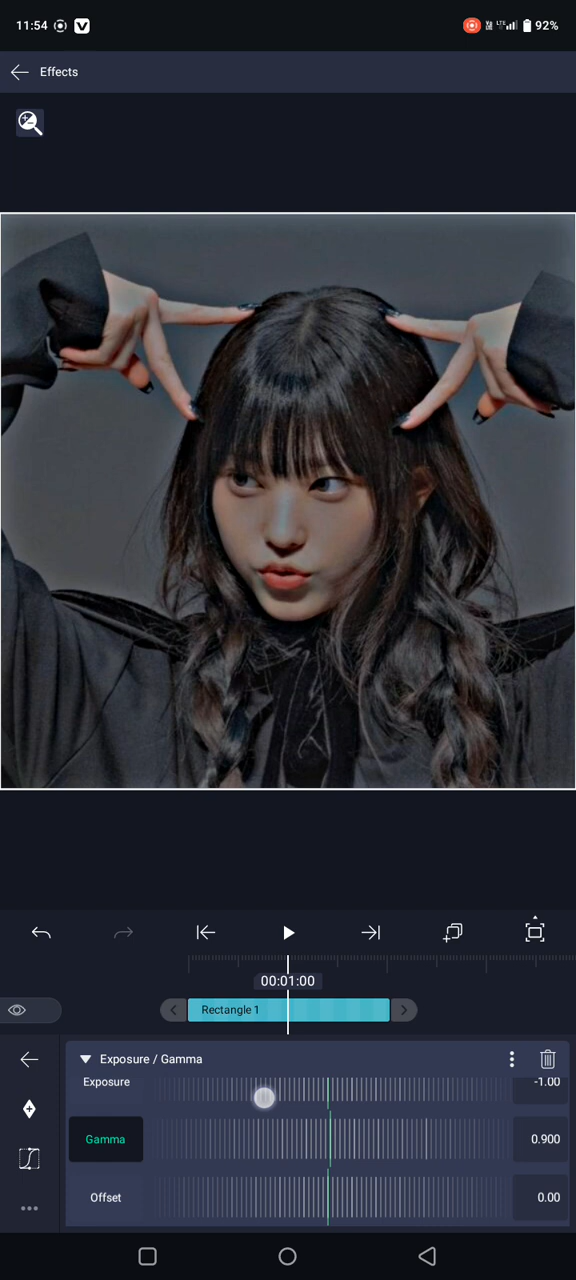 11:54
LTE
92%
Effects
00:01:00
Rectangle 1
Exposure / Gamma
Exposure
-1.00
Gamma
0.900
Offset
0.00